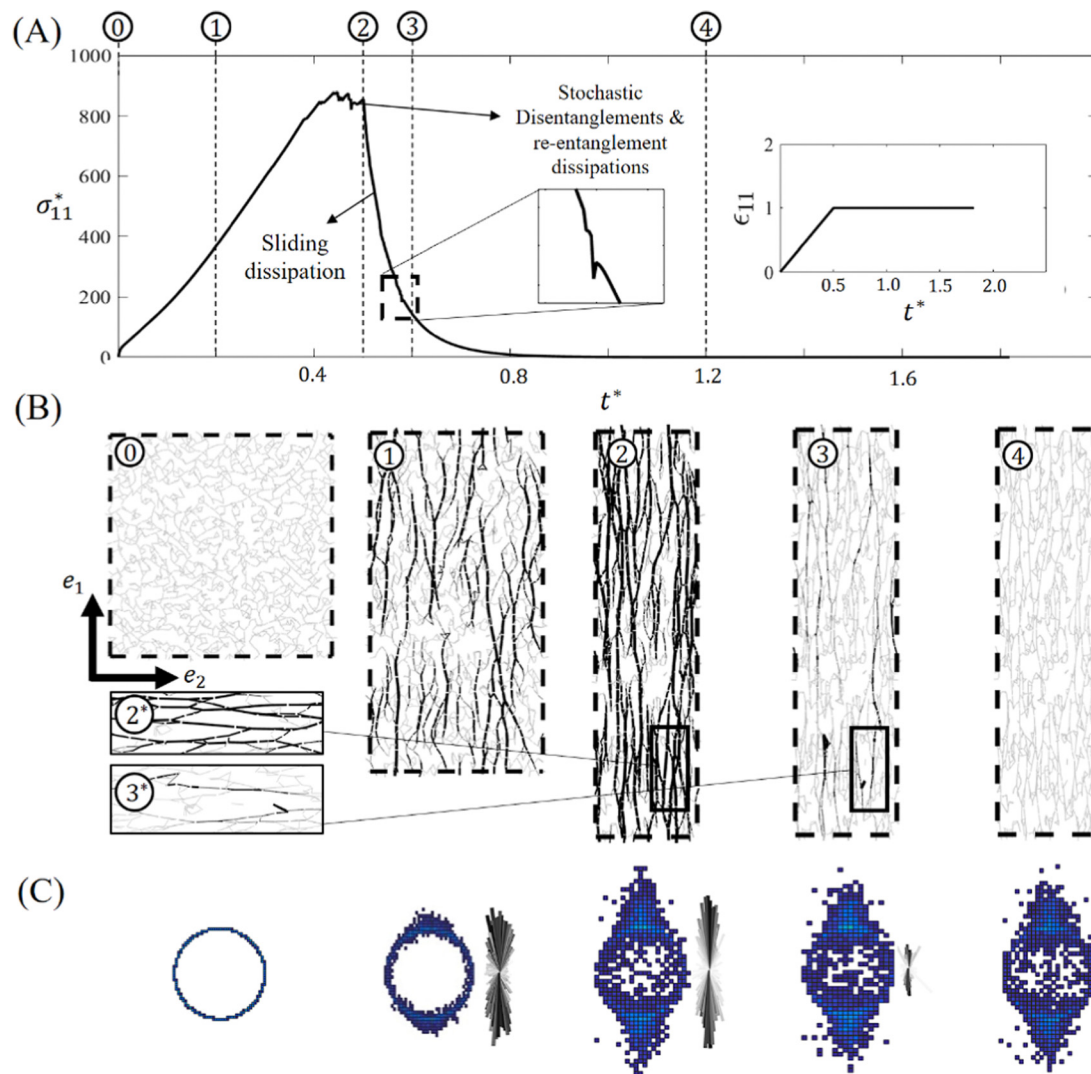 (A)
0 1 2 3 4
1000
800
600
400
200
0
σ*11
0.4 0.8 1.2 1.6
t*
Sliding
dissipation
Stochastic
Disentanglements &
re-entanglement
dissipations
2
1
0
ϵ11
0.5 1.0 1.5 2.0
t*
(B)
0 1 2 3 4
e1
e2
2*
3*
(C)